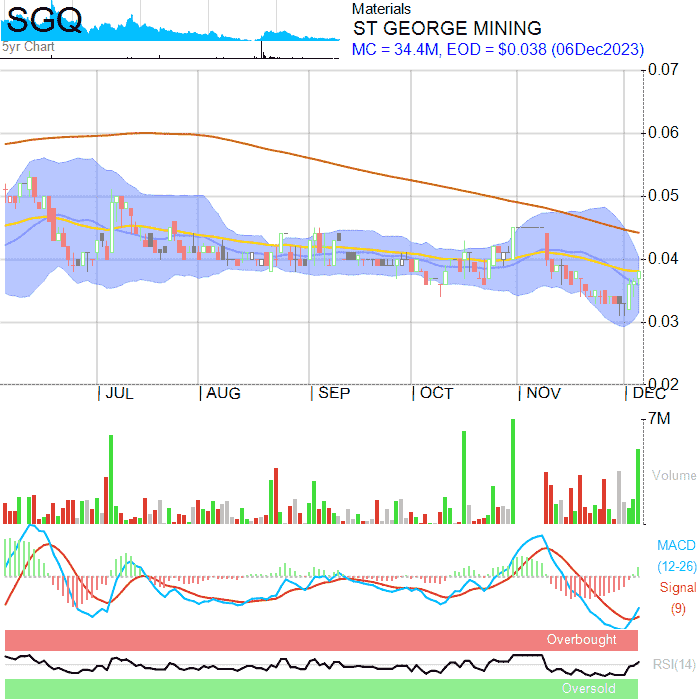 SGQ
5yr Chart
Materials
ST GEORGE MINING
MC = 34.4M, EOD = $0.038 (06Dec2023)
0.07
0.06
0.05
0.04
0.03
0.02
JUL AUG SEP OCT NOV DEC
7M
Volume
MACD
(12-26)
Signal
(9)
Overbought
RSI(14)
Oversold